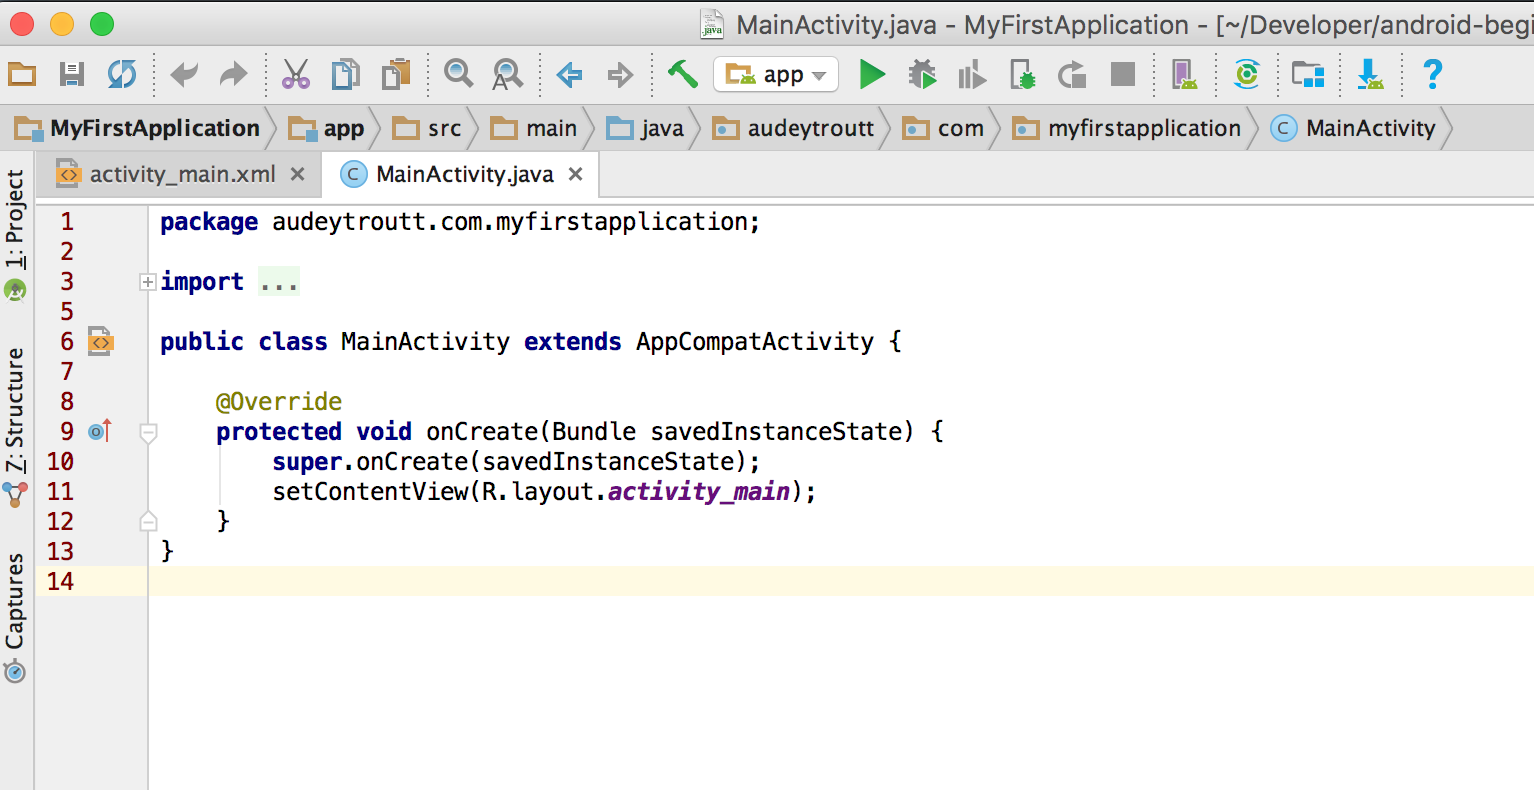 MainActivity.java - MyFirstApplication - [~/Developer/android-begi
app
?
MyFirstApplication app src main java audeytroutt com myfirstapplication C MainActivity
activity_main.xml C MainActivity.java
1: Project
7: Structure
Captures
1 package audeytroutt.com.myfirstapplication;
2
3 import ...
5
6 public class MainActivity extends AppCompatActivity {
7
8 @Override
9 protected void onCreate(Bundle savedInstanceState) {
10 super.onCreate(savedInstanceState);
11 setContentView(R.layout.activity_main);
12 }
13 }
14